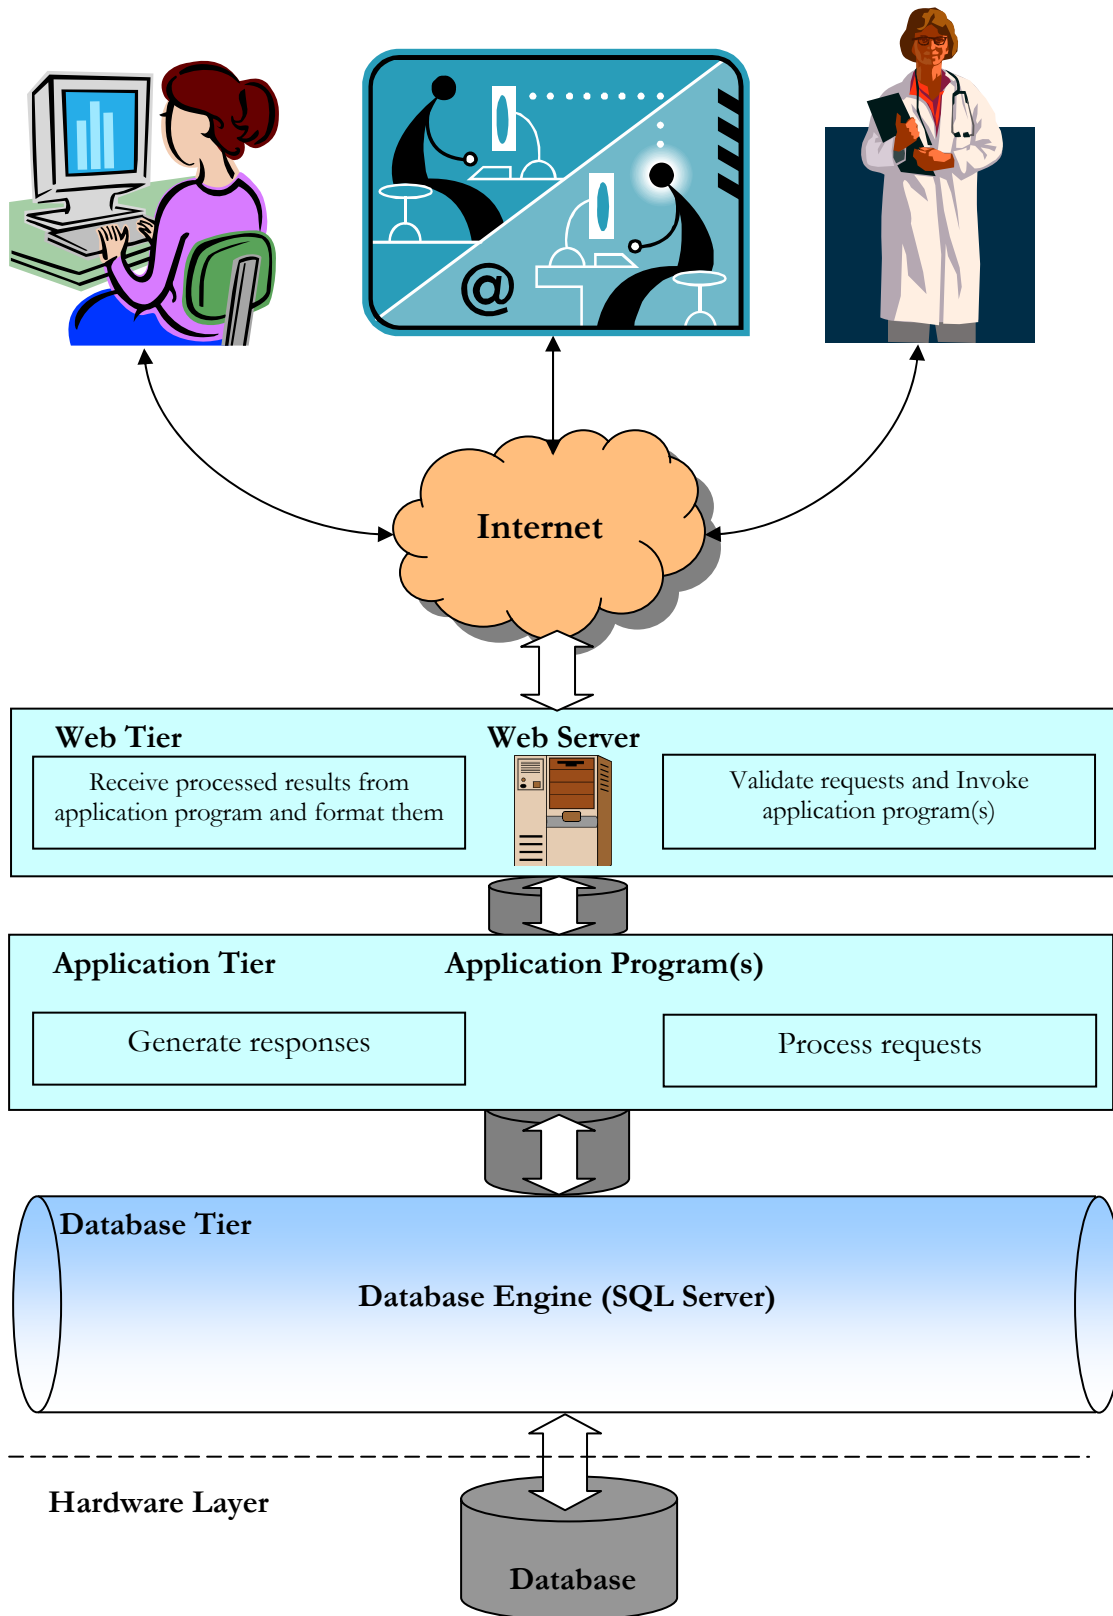 @
Internet
Web Tier
Web Server
Receive processed results from
application program and format them
Validate requests and Invoke
application program(s)
Application Tier
Application Program(s)
Generate responses
Process requests
Database Tier
Database Engine (SQL Server)
Hardware Layer
Database